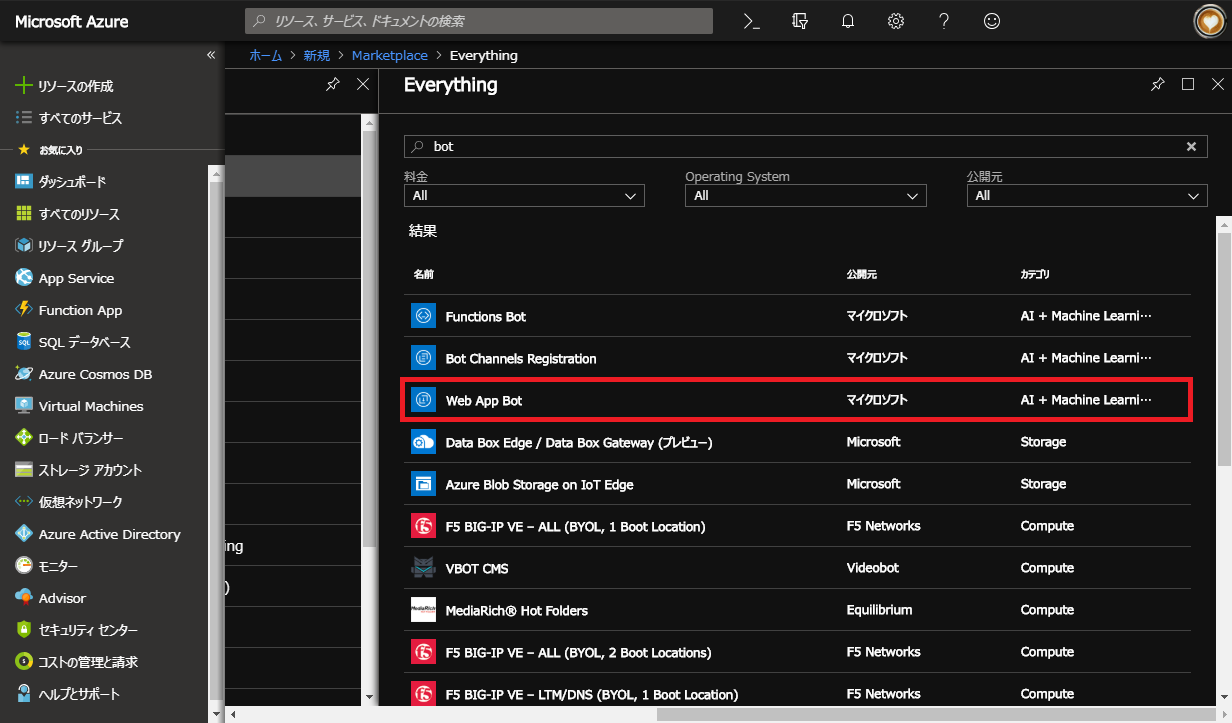 Microsoft Azure
リソース、サービス、ドキュメントの検索
ホーム > 新規 > Marketplace > Everything
リソースの作成
すべてのサービス
お気に入り
ダッシュボード
すべてのリソース
リソース グループ
App Service
Function App
SQL データベース
Azure Cosmos DB
Virtual Machines
ロード バランサー
ストレージ アカウント
仮想ネットワーク
Azure Active Directory
モニター
Advisor
セキュリティ センター
コストの管理と請求
ヘルプとサポート
ing
)
Everything
bot
料金 Operating System 公開元
All All All
結果
名前 公開元 カテゴリ
Functions Bot マイクロソフト AI + Machine Learni···
Bot Channels Registration マイクロソフト AI + Machine Learni···
Web App Bot マイクロソフト AI + Machine Learni···
Data Box Edge / Data Box Gateway (プレビュー) Microsoft Storage
Azure Blob Storage on IoT Edge Microsoft Storage
F5 BIG-IP VE – ALL (BYOL, 1 Boot Location) F5 Networks Compute
VBOT CMS Videobot Compute
MediaRich® Hot Folders Equilibrium Compute
F5 BIG-IP VE – ALL (BYOL, 2 Boot Locations) F5 Networks Compute
F5 BIG-IP VE – LTM/DNS (BYOL, 1 Boot Location) F5 Networks Compute